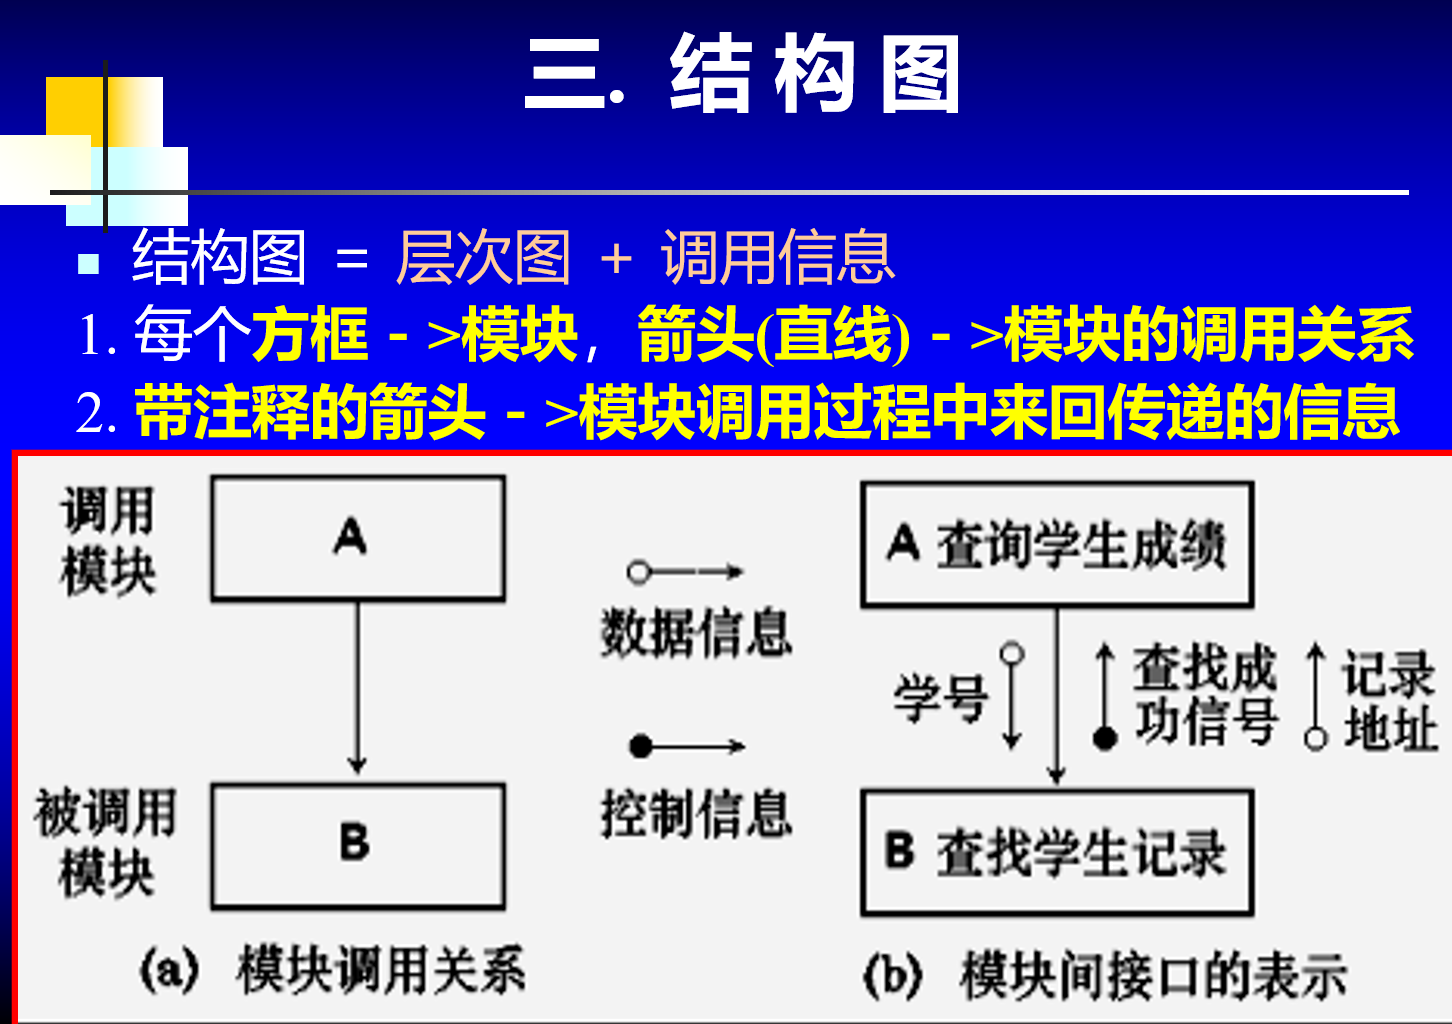 三. 结 构 图
结构图 = 层次图 + 调用信息
1. 每个方框－>模块，箭头(直线)－>模块的调用关系
2. 带注释的箭头－>模块调用过程中来回传递的信息
调用
模块
A
被调用
模块
B
(a) 模块调用关系
数据信息
控制信息
A 查询学生成绩
学号
查找成
功信号
记录
地址
B 查找学生记录
(b) 模块间接口的表示